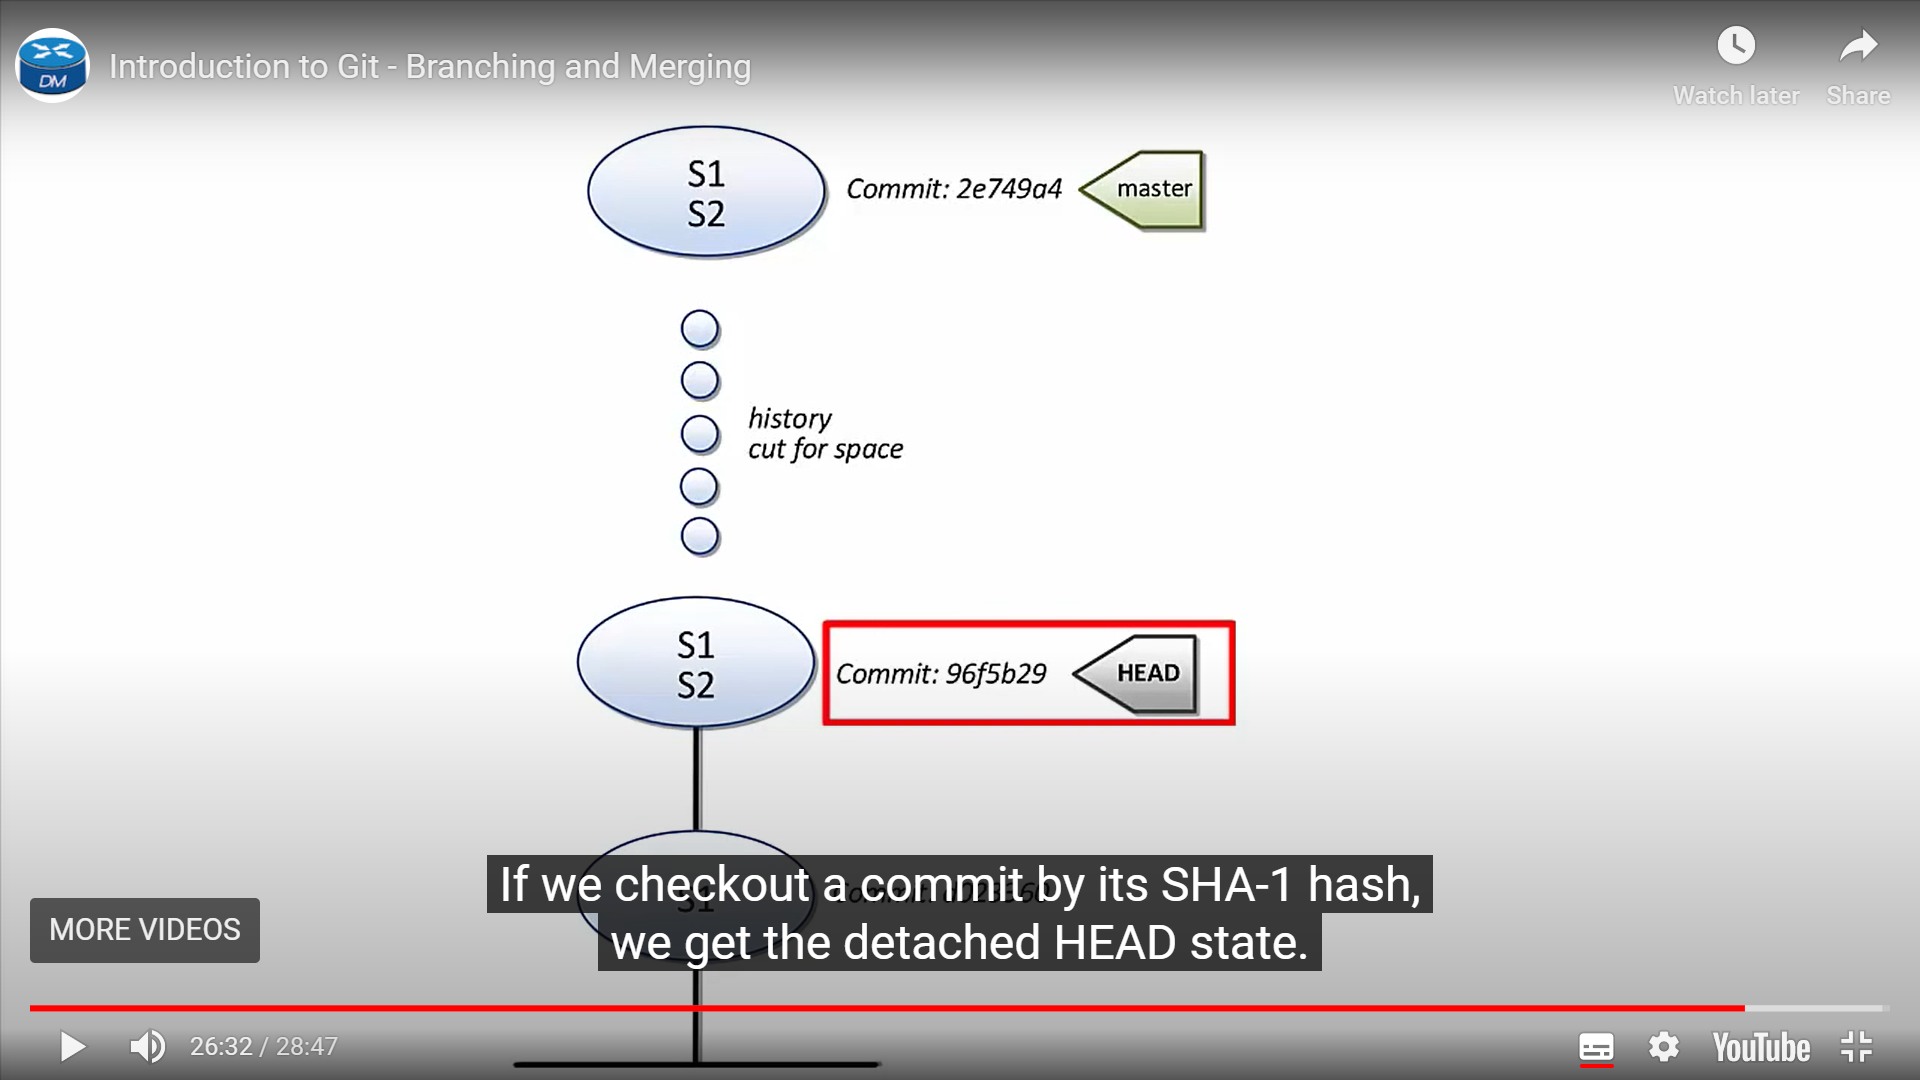 DM
Introduction to Git - Branching and Merging
Watch later
Share
S1
S2
Commit: 2e749a4
master
history
cut for space
S1
S2
Commit: 96f5b29
HEAD
S1
If we checkout a commit by its SHA-1 hash,
we get the detached HEAD state.
MORE VIDEOS
26:32 / 28:47
YouTube